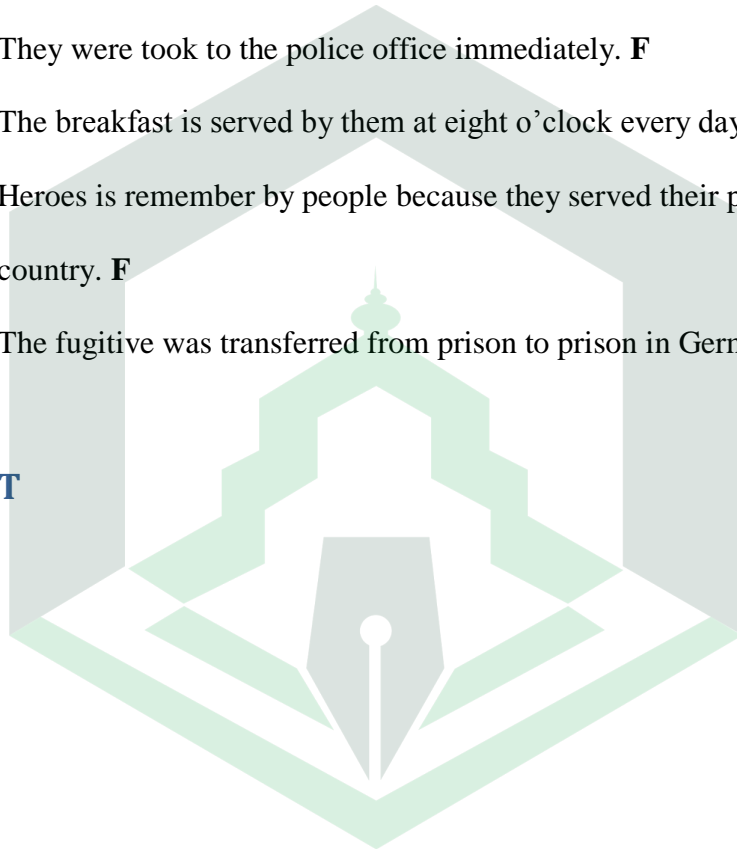 They were took to the police office immediately. F
The breakfast is served by them at eight o’clock every day
Heroes is remember by people because they served their
country. F
The fugitive was transferred from prison to prison in
T